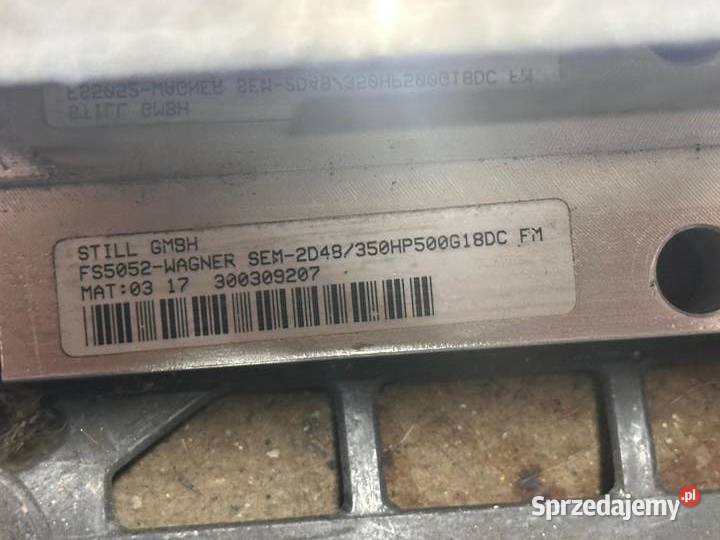 STILL GMBH
FS5052-WAGNER SEM-2D48/350HP500G18DC FM
MAT:03 17 300309207
Sprzedajemy.pl